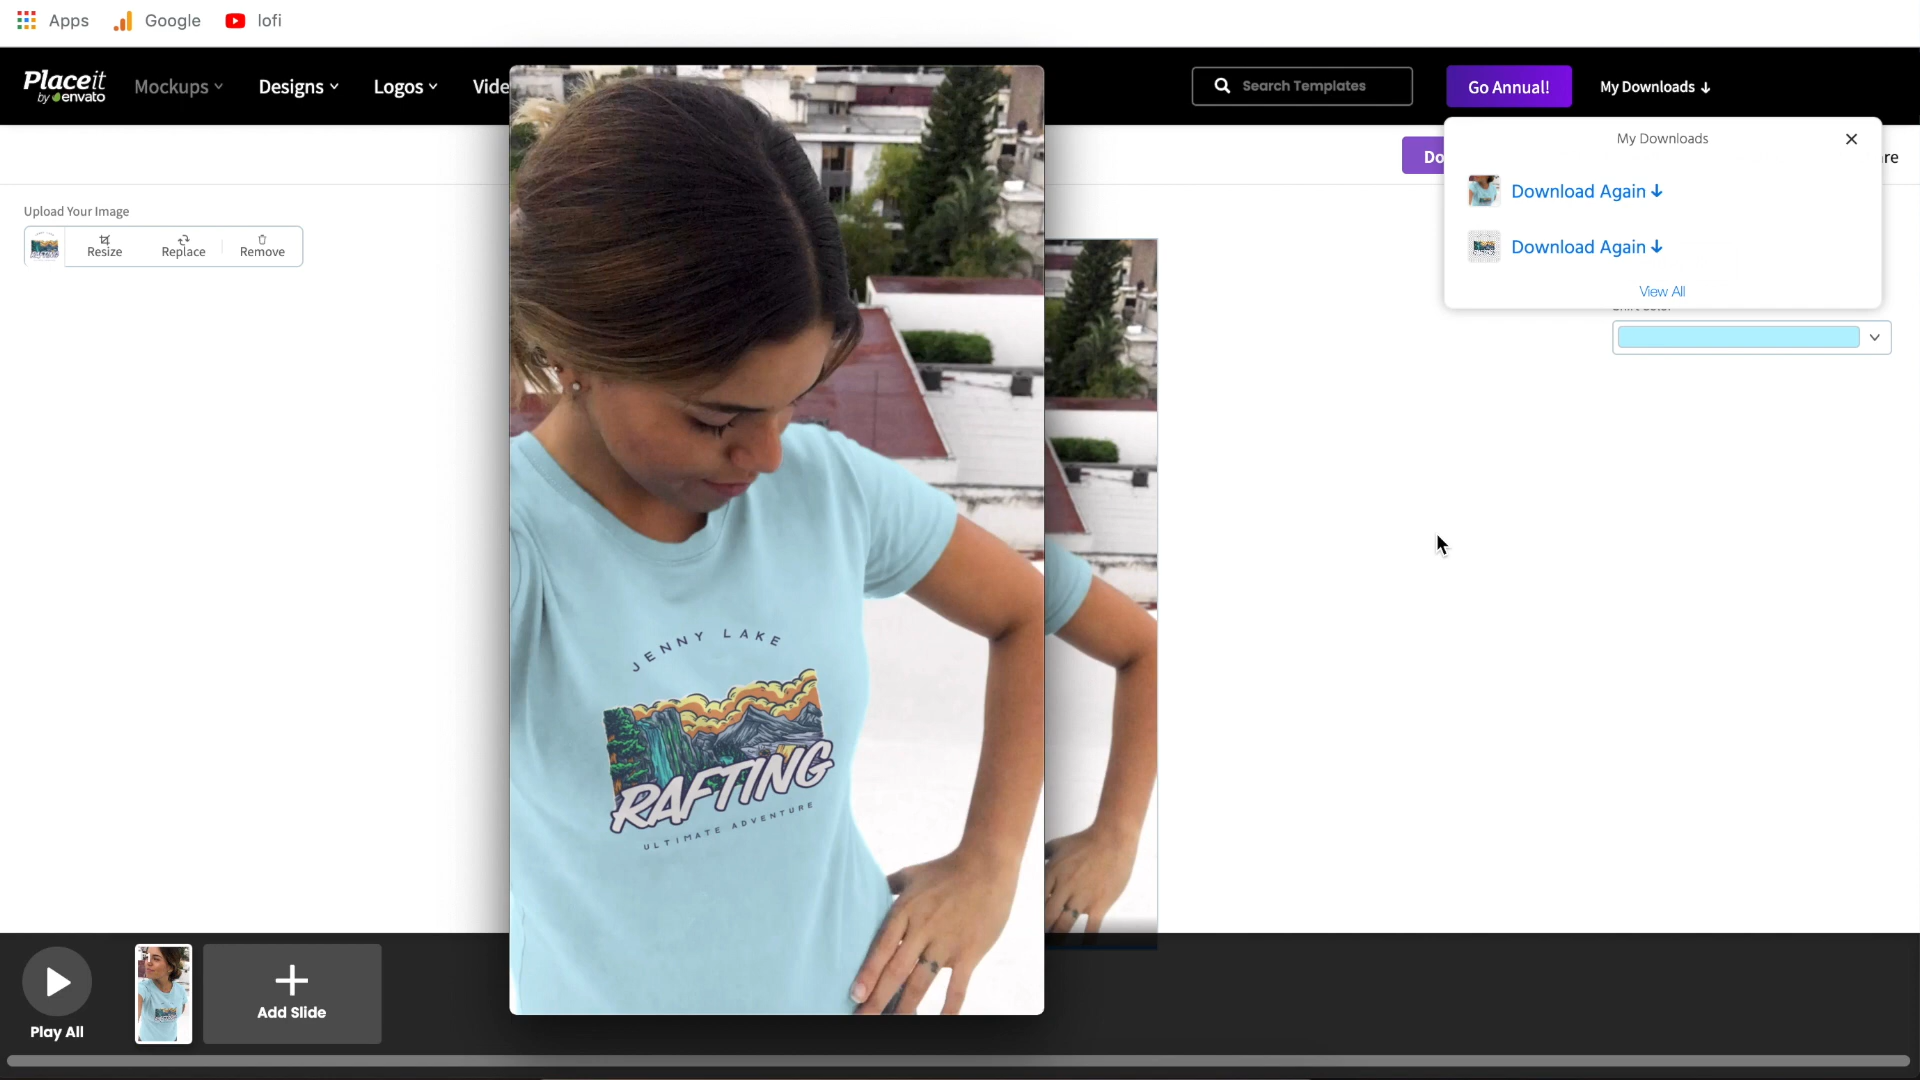 Apps Google lofi
Placeit
by envato
Mockups Designs Logos Vide
Search Templates
Go Annual!
My Downloads
Do
re
My Downloads
Download Again
Download Again
View All
Upload Your Image
Resize Replace Remove
JENNY LAKE
RAFTING
ULTIMATE ADVENTURE
Play All
Add Slide